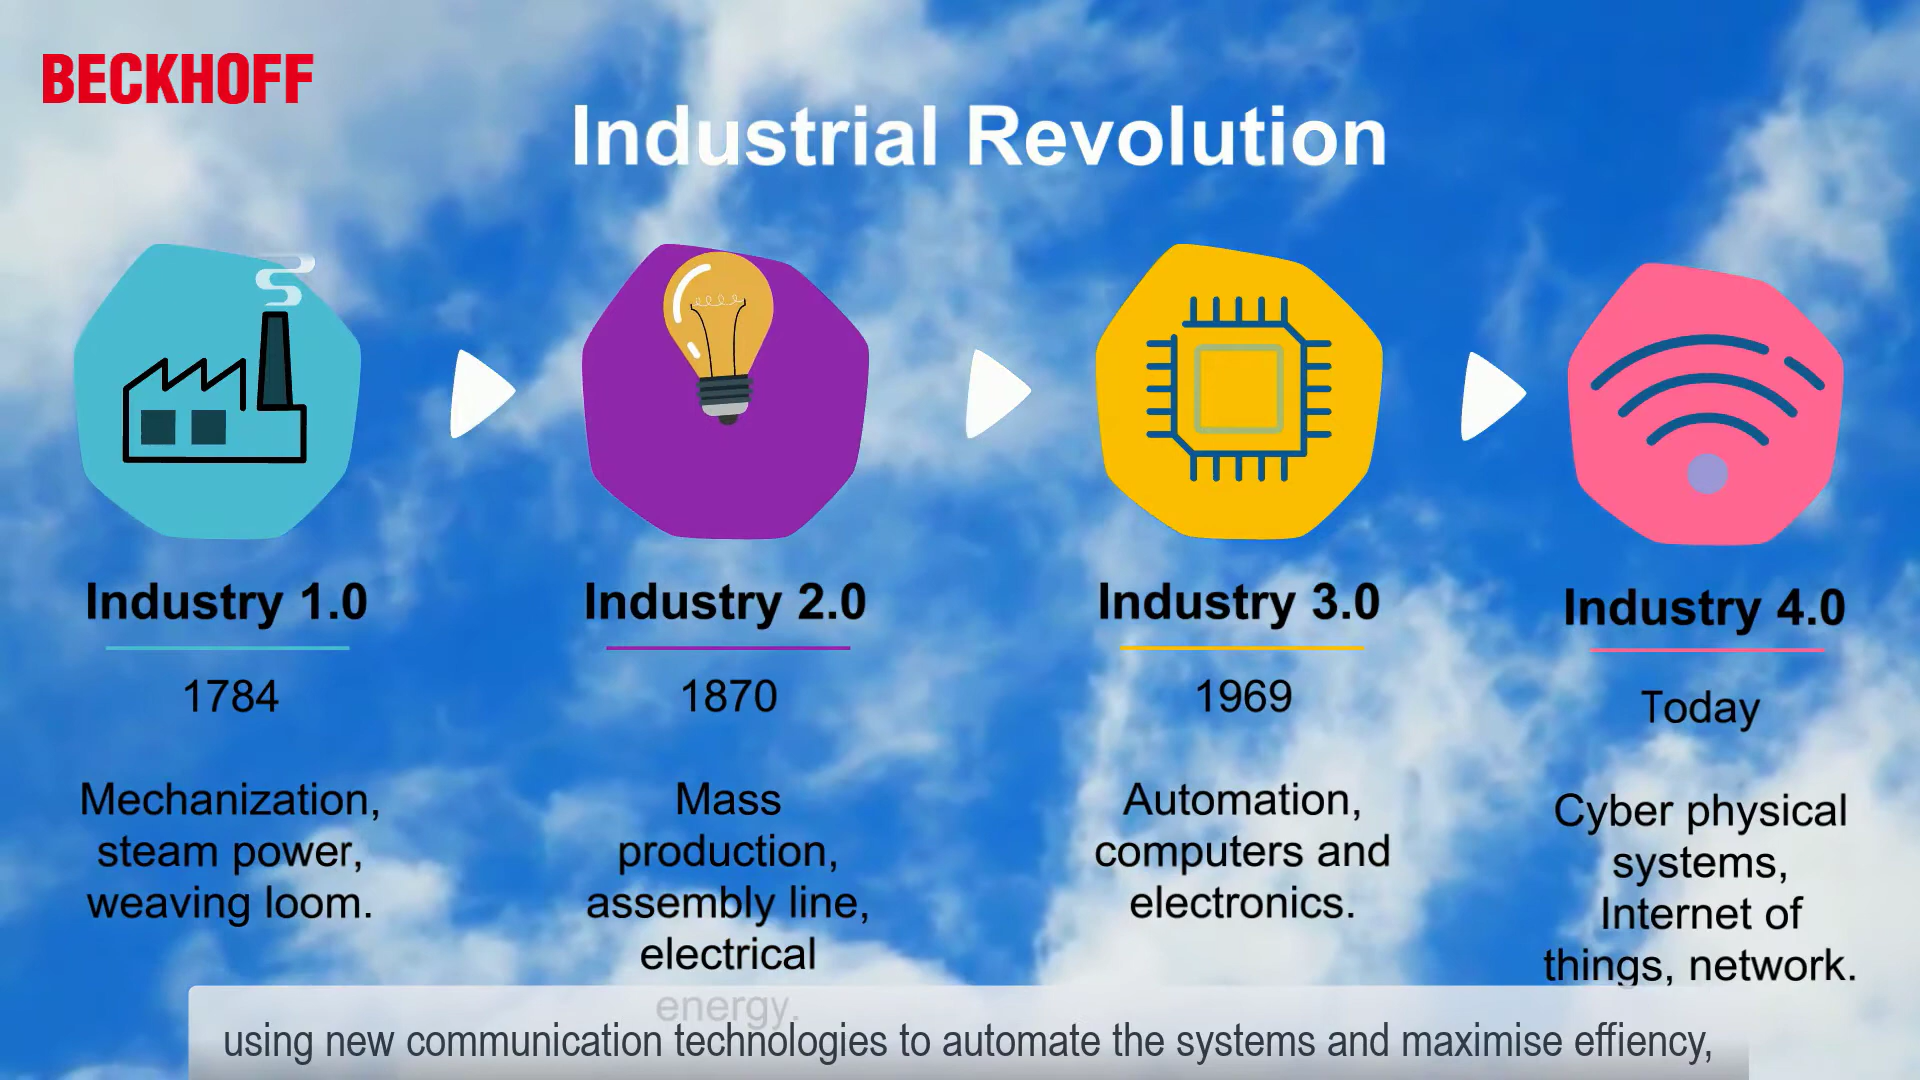 BECKHOFF
Industrial Revolution
Industry 1.0
1784
Mechanization,
steam power,
weaving loom.
Industry 2.0
1870
Mass
production,
assembly line,
electrical
energy.
Industry 3.0
1969
Automation,
computers and
electronics.
Industry 4.0
Today
Cyber physical
systems,
Internet of
things, network.
using new communication technologies to automate the systems and maximise effiency,